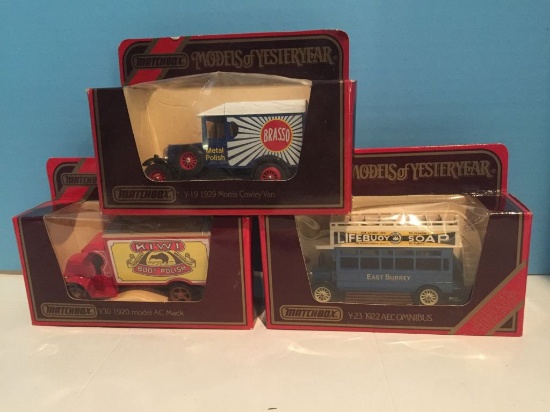 MATCHBOX
MODELS of YESTERYEAR
BRASSO
Metal
Polish
MATCHBOX
Y-19 1929 Morris Cowley Van
MATCHBOX
KIWI
BOOT POLISH
MATCHBOX
Y30 1920 model AC Mack
MODELS of YESTERYEAR
LIFEBUOY SOAP
EAST SURREY
MATCHBOX
Y-23 1922 AEC OMNIBUS